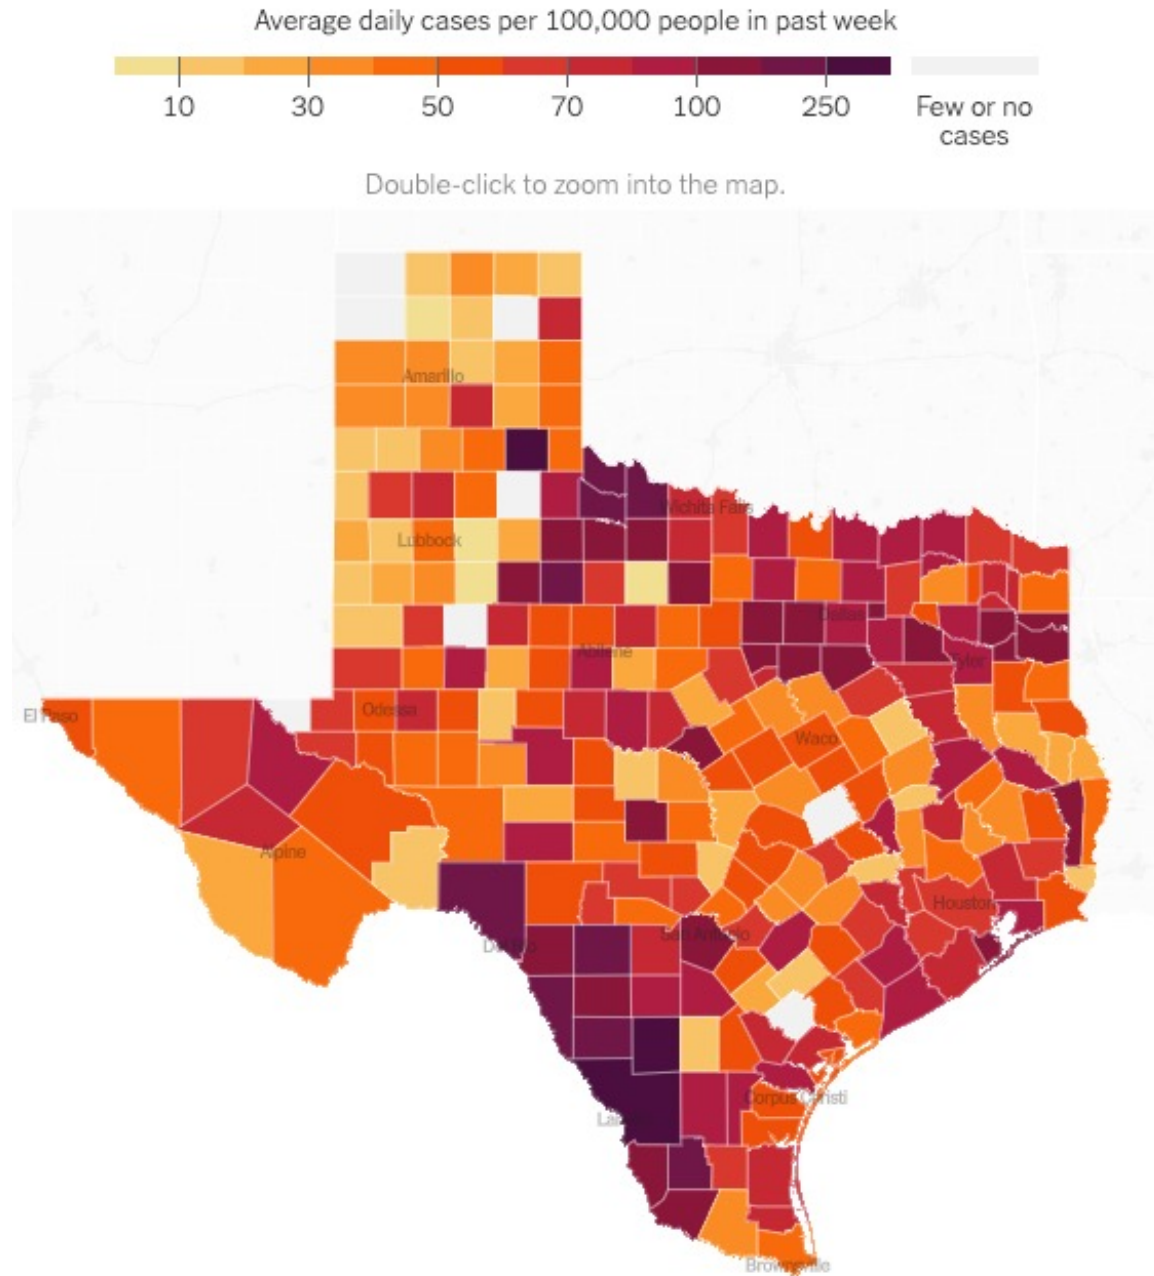 Average daily cases per 100,000 people in past week
10 30 50 70 100 250 Few or no
cases
Double-click to zoom into the map.
Amarillo
Wichita Falls
Lubbock
Dallas
Abilene
Tyler
Odessa
El Paso
Waco
Alpine
Houston
San Antonio
Del Rio
Corpus Christi
Brownsville